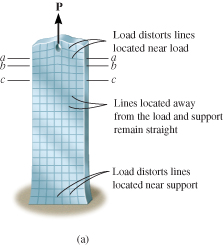 P
Load distorts lines
located near load
a
a
b
b
c
c
Lines located away
from the load and support
remain straight
Load distorts lines
located near support
(a)